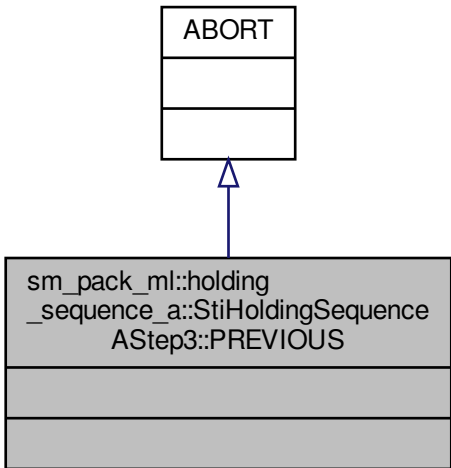 ABORT
sm_pack_ml::holding
_sequence_a::StiHoldingSequence
AStep3::PREVIOUS